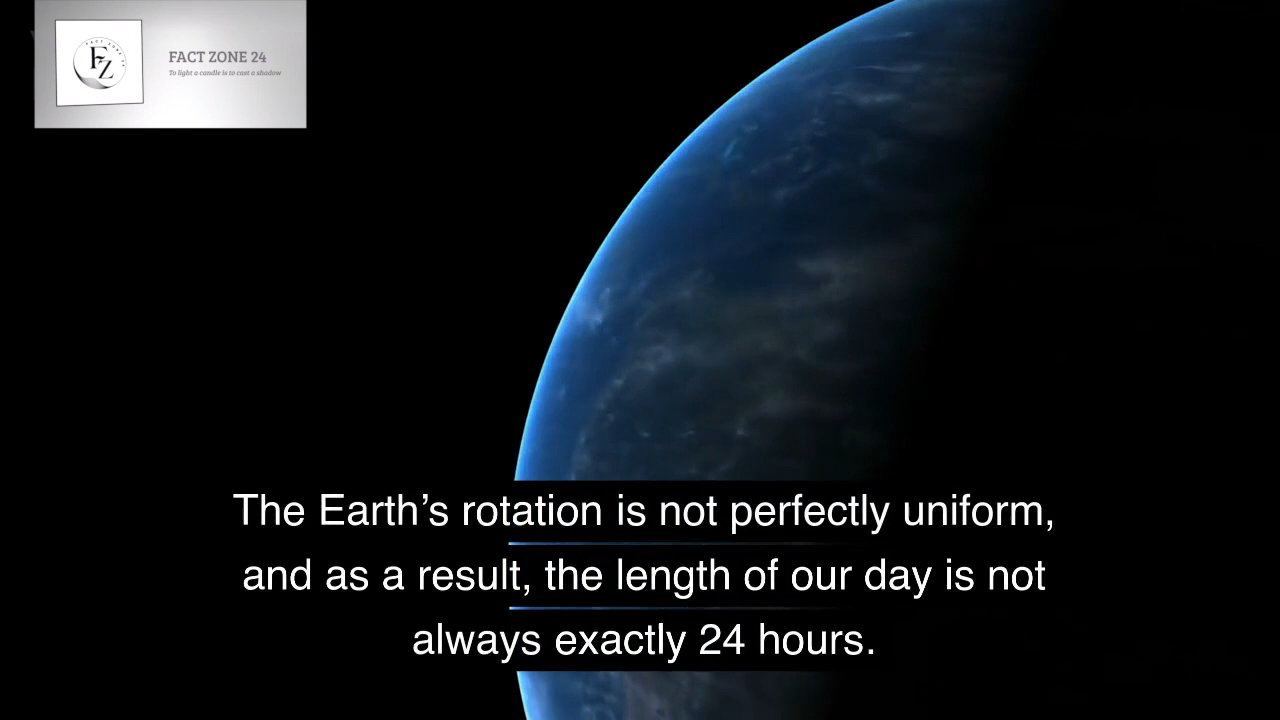 FACT ZONE 24
To light a candle is to cast a shadow
FZ
The Earth’s rotation is not perfectly uniform,
and as a result, the length of our day is not
always exactly 24 hours.